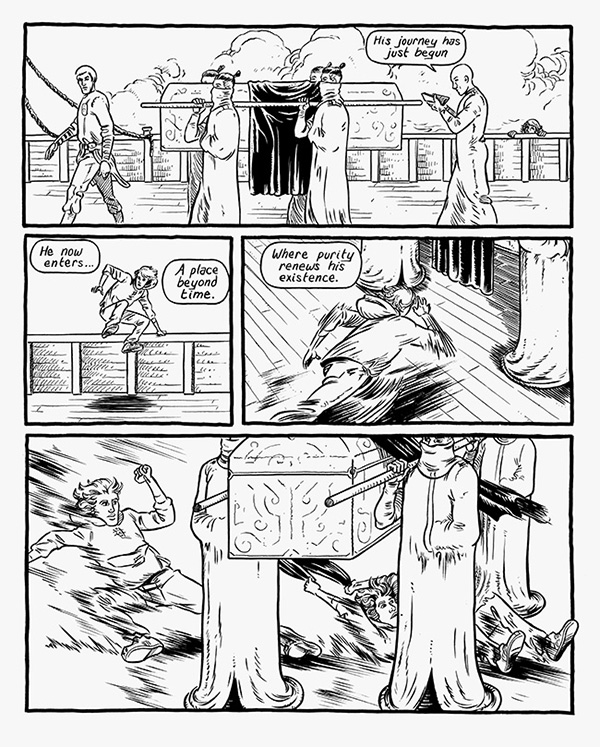 His journey has
just begun
He now
enters...
A place
beyond
time.
Where purity
renews his
existence.